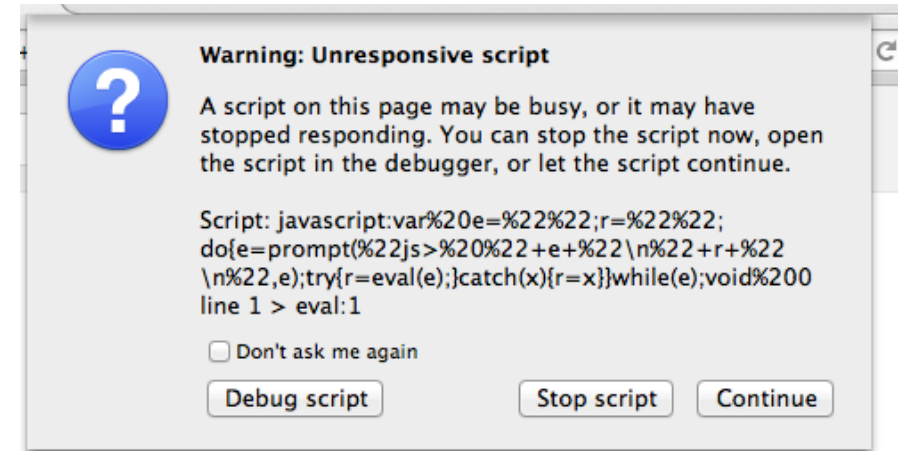 Warning: Unresponsive script
A script on this page may be busy, or it may have
stopped responding. You can stop the script now, open
the script in the debugger, or let the script continue.
Script: javascript:var%20e=%22%22;r=%22%22;
do{e=prompt(%22js>%20%22+e+%22\n%22+r+%22
\n%22,e);try{r=eval(e);}catch(x){r=x}}while(e);void%200
line 1 > eval:1
Don't ask me again
Debug script
Stop script
Continue